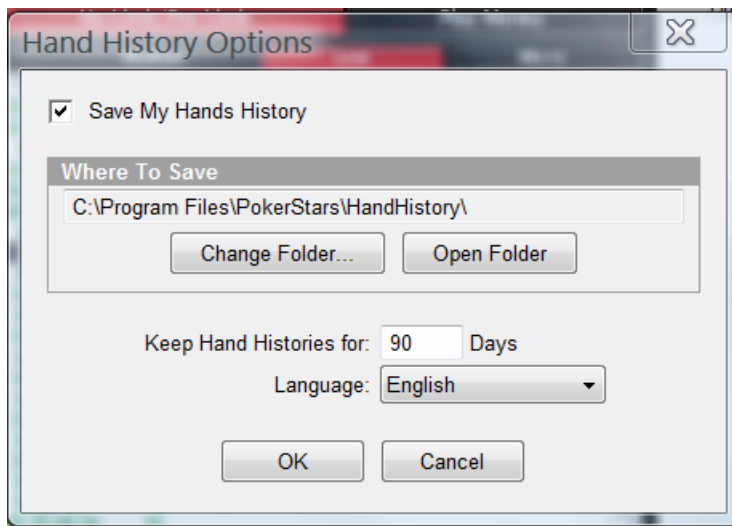 Hand History Options
Save My Hands History
Where To Save
C:\Program Files\PokerStars\HandHistory\
Change Folder... Open Folder
Keep Hand Histories for: 90 Days
Language: English
OK Cancel